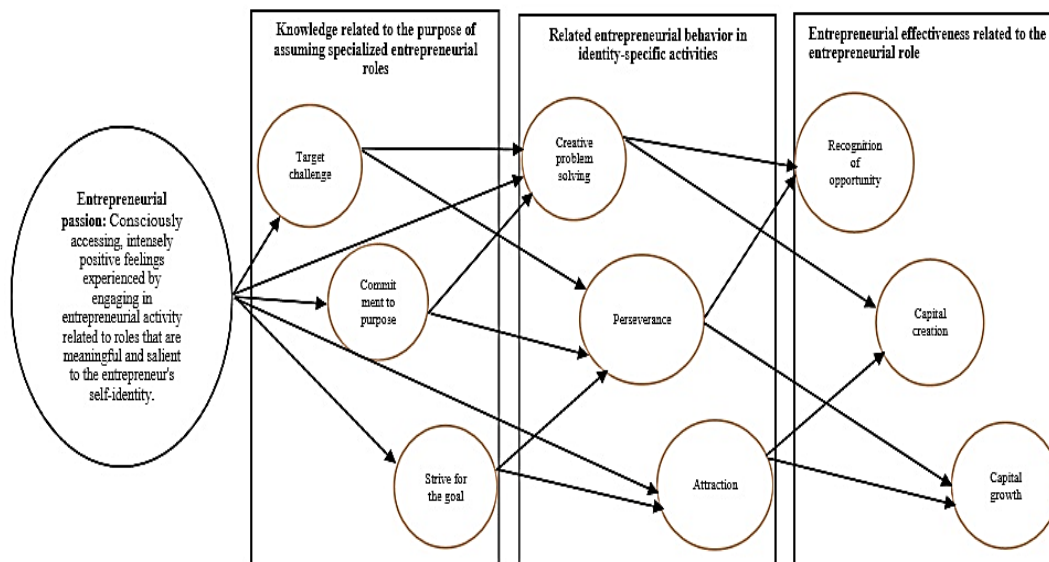 Knowledge related to the purpose of
assuming specialized entrepreneurial
roles
Related entrepreneurial behavior in
identity-specific activities
Entrepreneurial effectiveness related to the
entrepreneurial role
Entrepreneurial
passion: Consciously
accessing, intensely
positive feelings
experienced by
engaging in
entrepreneurial activity
related to roles that are
meaningful and salient
to the entrepreneur's
self-identity.
Target
challenge
Commit
ment to
purpose
Strive for
the goal
Creative
problem
solving
Perseverance
Attraction
Recognition
of
opportunity
Capital
creation
Capital
growth